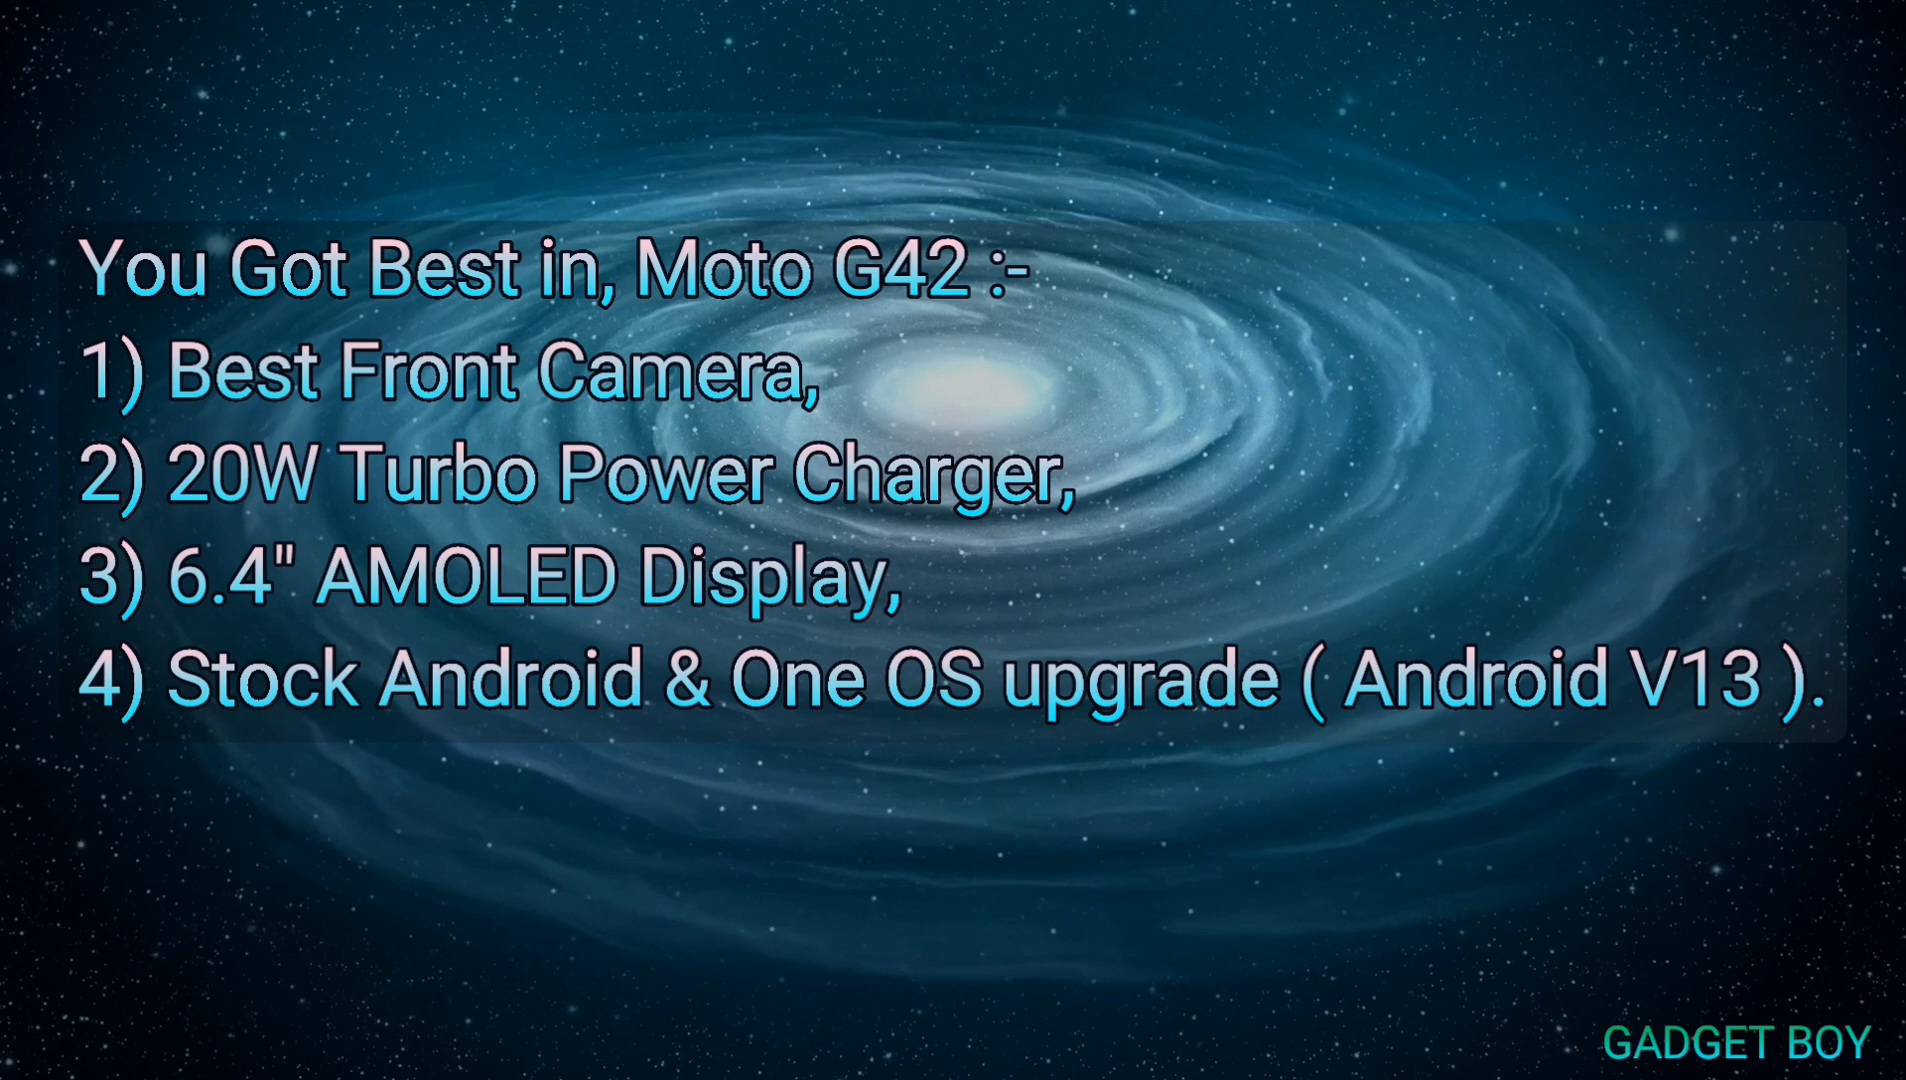 You Got Best in, Moto G42 :-
1) Best Front Camera,
2) 20W Turbo Power Charger,
3) 6.4" AMOLED Display,
4) Stock Android & One OS upgrade ( Android V13 ).
GADGET BOY